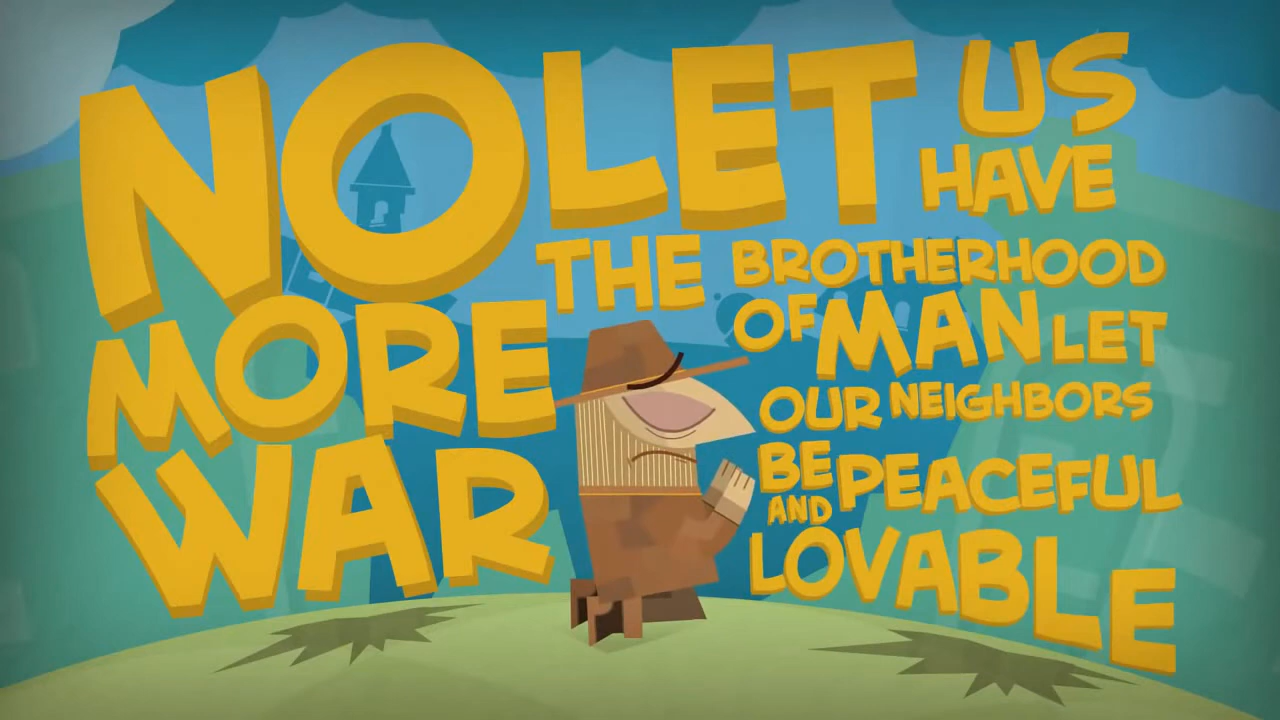 NO
MORE
WAR
LET US
HAVE
THE BROTHERHOOD
OF MAN LET
OUR NEIGHBORS
BE PEACEFUL
AND
LOVABLE